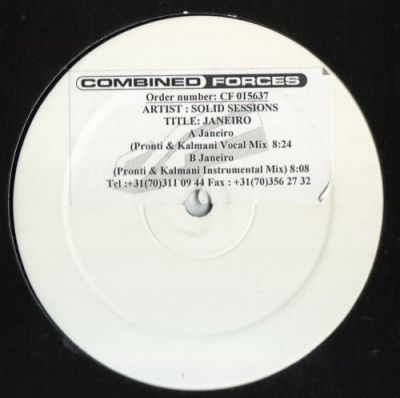 COMBINED FORCES
Order number: CF 015637
ARTIST : SOLID SESSIONS
TITLE: JANEIRO
A Janeiro
(Pronti & Kalmani Vocal Mix 8:24
B Janeiro
(Pronti & Kalmani Instrumental Mix) 8:08
Tel :+31(70)311 09 44 Fax : +31(70)356 27 32